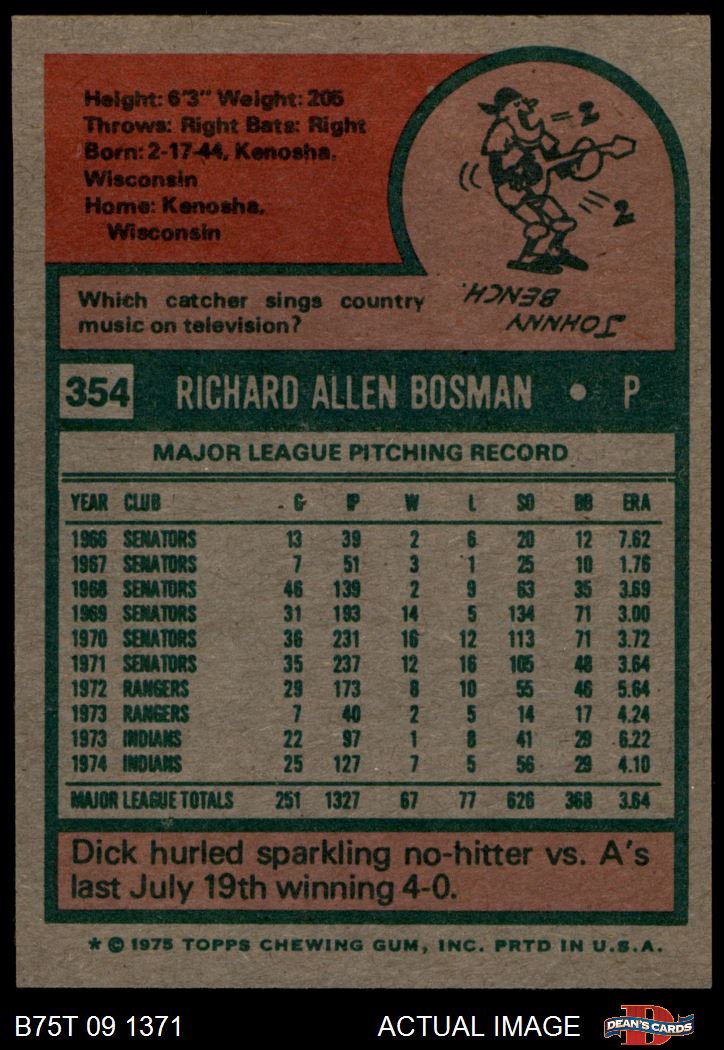 Height: 6'3" Weight: 205
Throws: Right Bats: Right
Born: 2-17-44, Kenosha,
Wisconsin
Home: Kenosha,
Wisconsin
=2
2
JOHNNY
BENCH.
Which catcher sings country
music on television?
354 RICHARD ALLEN BOSMAN • P
MAJOR LEAGUE PITCHING RECORD
YEAR CLUB G IP W L SO BB ERA
1966 SENATORS 13 39 2 6 20 12 7.62
1967 SENATORS 7 51 3 1 25 10 1.76
1968 SENATORS 46 139 2 9 63 35 3.69
1969 SENATORS 31 193 14 5 134 71 3.00
1970 SENATORS 36 231 16 12 113 71 3.72
1971 SENATORS 35 237 12 16 105 48 3.64
1972 RANGERS 29 173 8 10 55 46 5.64
1973 RANGERS 7 40 2 5 14 17 4.24
1973 INDIANS 22 97 1 8 41 29 6.22
1974 INDIANS 25 127 7 5 56 29 4.10
MAJOR LEAGUE TOTALS 251 1327 67 77 626 368 3.64
Dick hurled sparkling no-hitter vs. A's
last July 19th winning 4-0.
* © 1975 TOPPS CHEWING GUM, INC. PRTD IN U.S.A.
B75T 09 1371 ACTUAL IMAGE DEAN'S CARDS